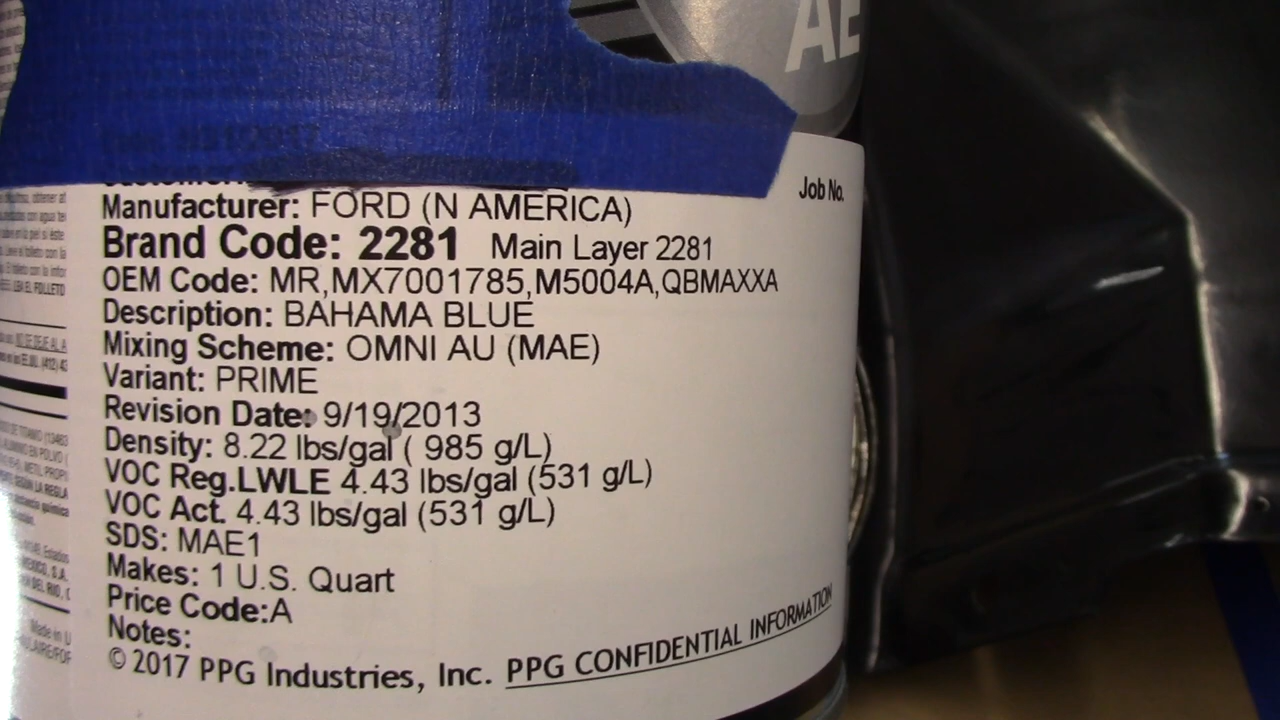 AE
Job No.
Manufacturer: FORD (N AMERICA)
Brand Code: 2281 Main Layer 2281
OEM Code: MR,MX7001785,M5004A,QBMAXXA
Description: BAHAMA BLUE
Mixing Scheme: OMNI AU (MAE)
Variant: PRIME
Revision Date: 9/19/2013
Density: 8.22 lbs/gal ( 985 g/L)
VOC Reg.LWLE 4.43 lbs/gal (531 g/L)
VOC Act. 4.43 lbs/gal (531 g/L)
SDS: MAE1
Makes: 1 U.S. Quart
Price Code:A
Notes:
© 2017 PPG Industries, Inc. PPG CONFIDENTIAL INFORMATION